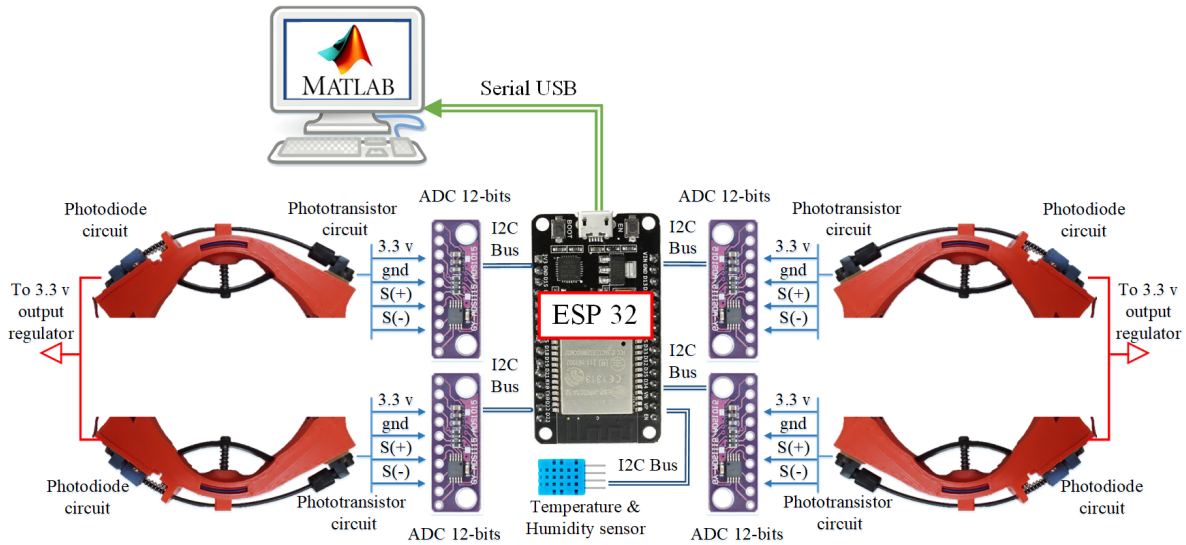 MATLAB
Serial USB
ADC 12-bits
ADC 12-bits
Photodiode
circuit
Phototransistor
circuit
I2C
Bus
BOOT
EN
I2C
Bus
Phototransistor
circuit
Photodiode
circuit
3.3 v
gnd
S(+)
S(-)
3.3 v
gnd
S(+)
S(-)
To 3.3 v
output
regulator
ESP 32
To 3.3 v
output
regulator
I2C
Bus
I2C
Bus
3.3 v
gnd
S(+)
S(-)
3.3 v
gnd
S(+)
S(-)
I2C Bus
Photodiode
circuit
Phototransistor
circuit
Temperature &
Humidity sensor
Phototransistor
circuit
Photodiode
circuit
ADC 12-bits
ADC 12-bits